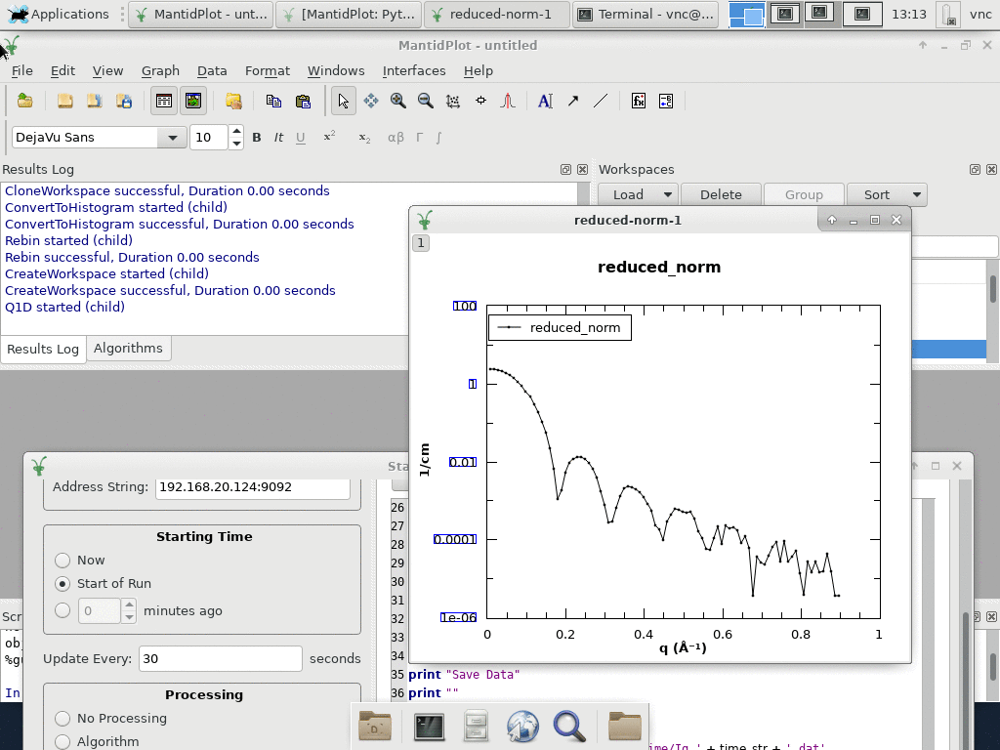 Applications
MantidPlot - unt...
[MantidPlot: Pyt...
reduced-norm-1
Terminal - vnc@...
13:13
vnc
MantidPlot - untitled
File Edit View Graph Data Format Windows Interfaces Help
DejaVu Sans 10 B It U x² x₂ αβ Γ ∫
Results Log
CloneWorkspace successful, Duration 0.00 seconds
ConvertToHistogram started (child)
ConvertToHistogram successful, Duration 0.00 seconds
Rebin started (child)
Rebin successful, Duration 0.00 seconds
CreateWorkspace started (child)
CreateWorkspace successful, Duration 0.00 seconds
Q1D started (child)
Results Log Algorithms
Workspaces
Load Delete Group Sort
reduced-norm-1
1
reduced_norm
reduced_norm
100
1
0.01
0.0001
1e-06
1/cm
0 0.2 0.4 0.6 0.8 1
q (Å⁻¹)
Address String: 192.168.20.124:9092
Starting Time
Now
Start of Run
0 minutes ago
Update Every: 30 seconds
Processing
No Processing
Algorithm
26
27
28
29
30
31
32
33
34
35 print "Save Data"
36 print ""
+ time_str + '.dat'
In